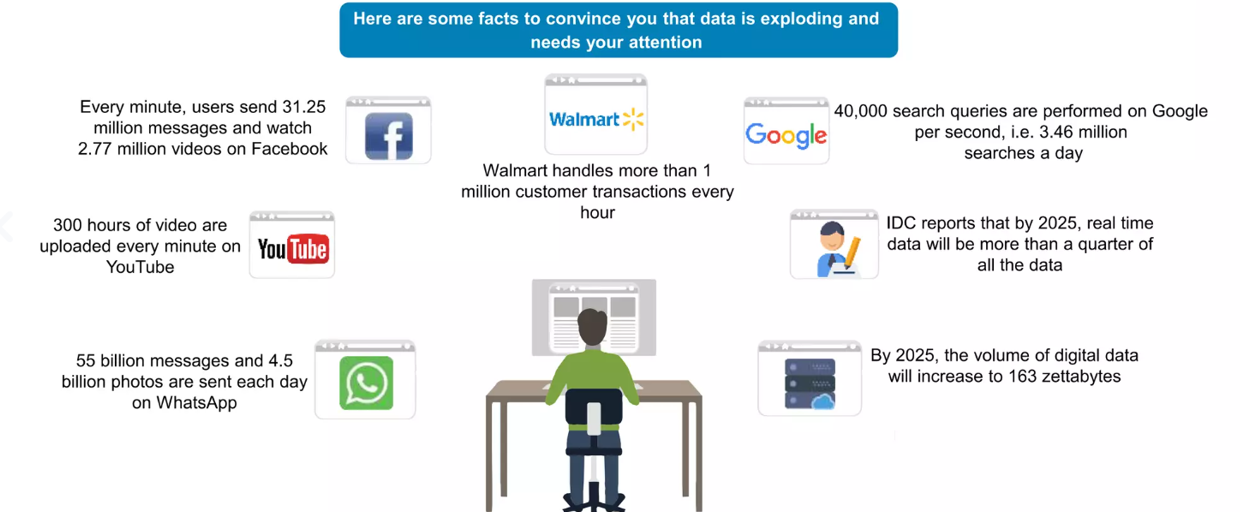 Here are some facts to convince you that data is exploding and
needs your attention
Every minute, users send 31.25
million messages and watch
2.77 million videos on Facebook
f
Walmart
Walmart handles more than 1
million customer transactions every
hour
Google
40,000 search queries are performed on Google
per second, i.e. 3.46 million
searches a day
300 hours of video are
uploaded every minute on
YouTube
YouTube
IDC reports that by 2025, real time
data will be more than a quarter of
all the data
55 billion messages and 4.5
billion photos are sent each day
on WhatsApp
By 2025, the volume of digital data
will increase to 163 zettabytes